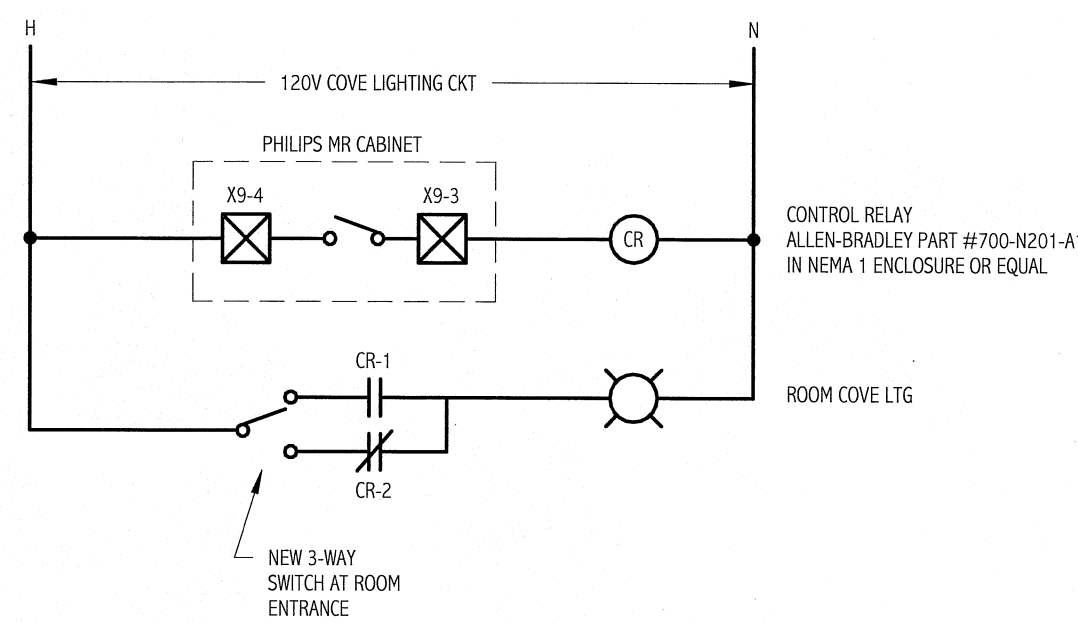 H
N
120V COVE LIGHTING CKT
PHILIPS MR CABINET
X9-4
X9-3
CR
CONTROL RELAY
ALLEN-BRADLEY PART #700-N201-A1
IN NEMA 1 ENCLOSURE OR EQUAL
CR-1
ROOM COVE LTG
CR-2
NEW 3-WAY
SWITCH AT ROOM
ENTRANCE